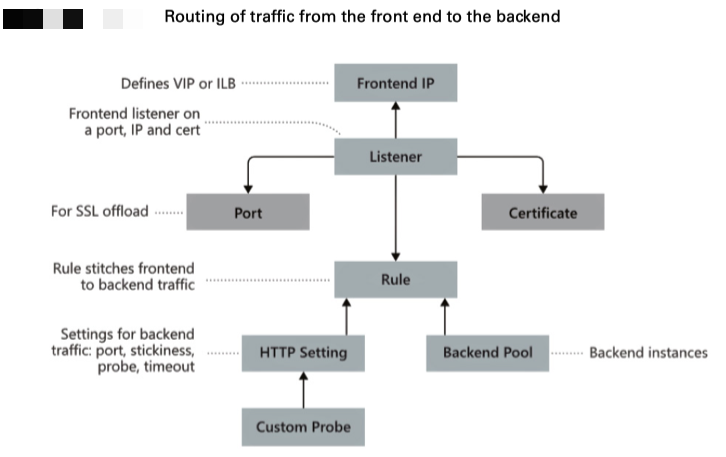 Routing of traffic from the front end to the backend
Defines VIP or ILB
Frontend IP
Frontend listener on
a port, IP and cert
Listener
For SSL offload
Port
Certificate
Rule stitches frontend
to backend traffic
Rule
Settings for backend
traffic: port, stickiness,
probe, timeout
HTTP Setting
Backend Pool
Backend instances
Custom Probe